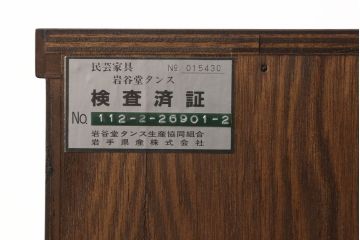 民芸家具 No. 015430
岩谷堂タンス
検査済証
No. 112-2-26901-2
岩谷堂タンス生産協同組合
岩手県産株式会社